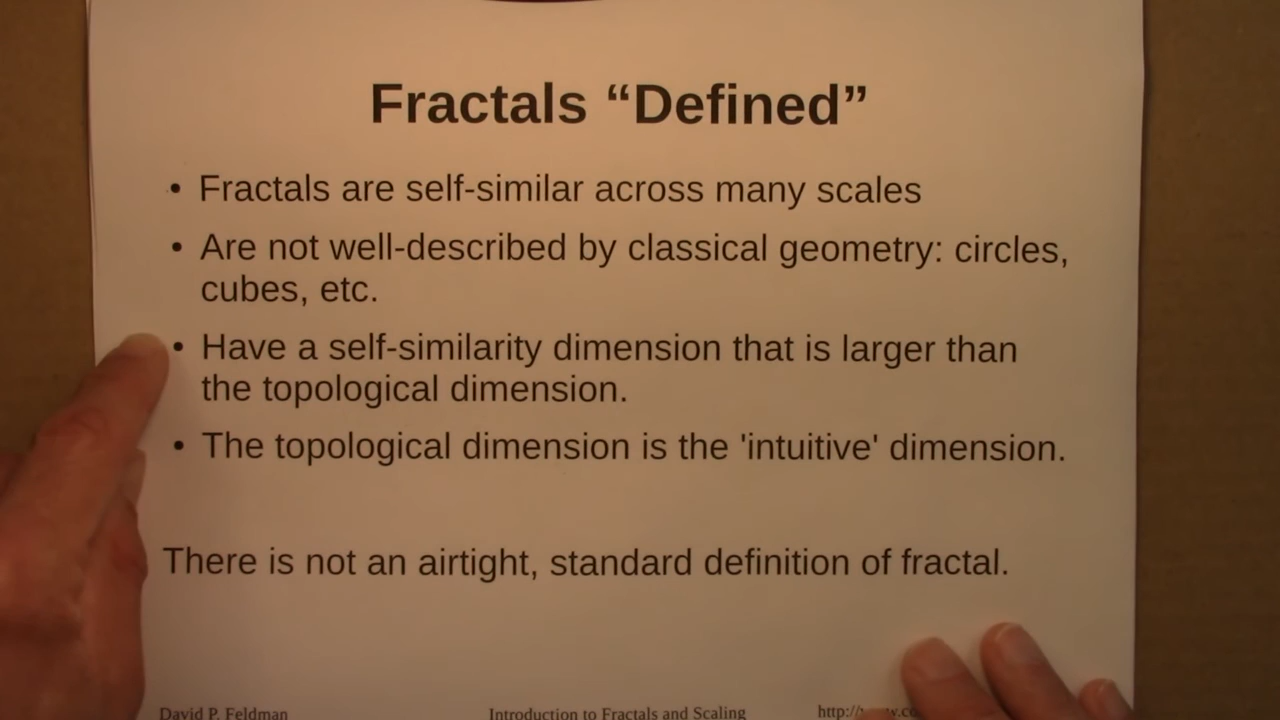 Fractals “Defined”
• Fractals are self-similar across many scales
• Are not well-described by classical geometry: circles,
cubes, etc.
• Have a self-similarity dimension that is larger than
the topological dimension.
• The topological dimension is the 'intuitive' dimension.
There is not an airtight, standard definition of fractal.
David P. Feldman
Introduction to Fractals and Scaling